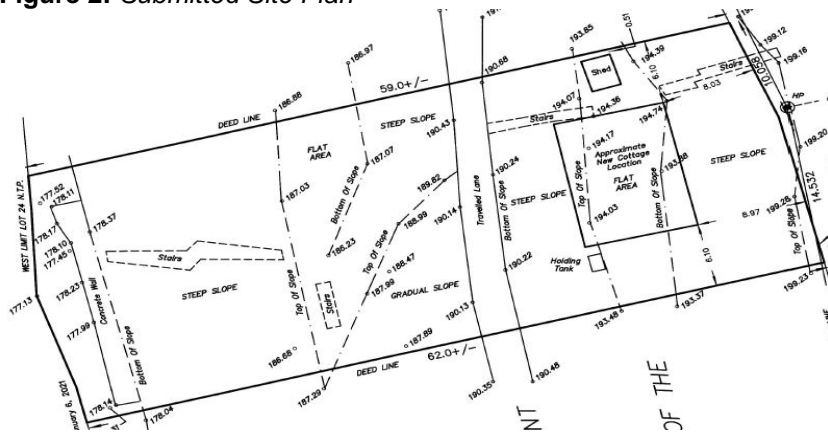 Figure 2: Submitted Site Plan
186.97
190.68
193.85
0.51
194.39
199.12
199.16
59.0+/-
DEED LINE
186.88
STEEP SLOPE
FLAT
AREA
187.07
190.43
Shed
6.10
Stairs
10.058
8.03
194.07
194.36
194.74
Stairs
194.17
Approximate
New Cottage
Location
FLAT
AREA
193.88
STEEP SLOPE
199.20
14.532
WEST LIMIT LOT 24 N.T.P.
177.52
178.11
178.37
178.17
178.10
177.45
187.03
Bottom Of Slope
189.82
190.24
STEEP SLOPE
Top Of Slope
Bottom Of Slope
194.03
8.97
199.28
Top Of Slope
Travelled Lane
Bottom Of Slope
190.14
188.99
186.23
Top Of Slope
188.47
187.99
190.22
Holding
Tank
6.10
199.23
Stairs
STEEP SLOPE
Top Of Slope
Stairs
GRADUAL SLOPE
190.13
193.48
193.37
178.23
Concrete Wall
177.13
177.99
Bottom Of Slope
186.68
187.89
62.0+/-
DEED LINE
187.29
190.35
190.48
178.14
178.04
6, 2021
NT
OF THE